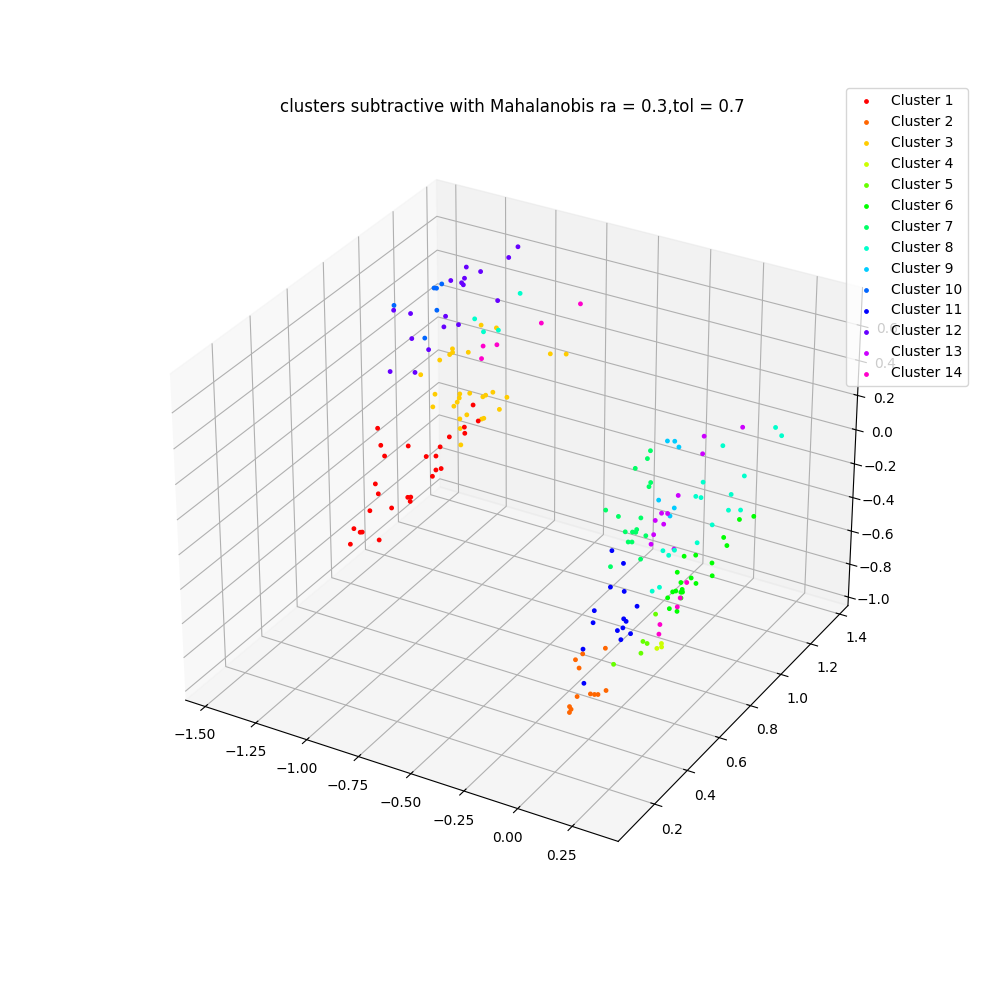 clusters subtractive with Mahalanobis ra = 0.3,tol = 0.7
Cluster 1
Cluster 2
Cluster 3
Cluster 4
Cluster 5
Cluster 6
Cluster 7
Cluster 8
Cluster 9
Cluster 10
Cluster 11
Cluster 12
Cluster 13
Cluster 14
0.4
0.2
0.0
−0.2
−0.4
−0.6
−0.8
−1.0
1.4
1.2
1.0
0.8
0.6
0.4
0.2
−1.50
−1.25
−1.00
−0.75
−0.50
−0.25
0.00
0.25